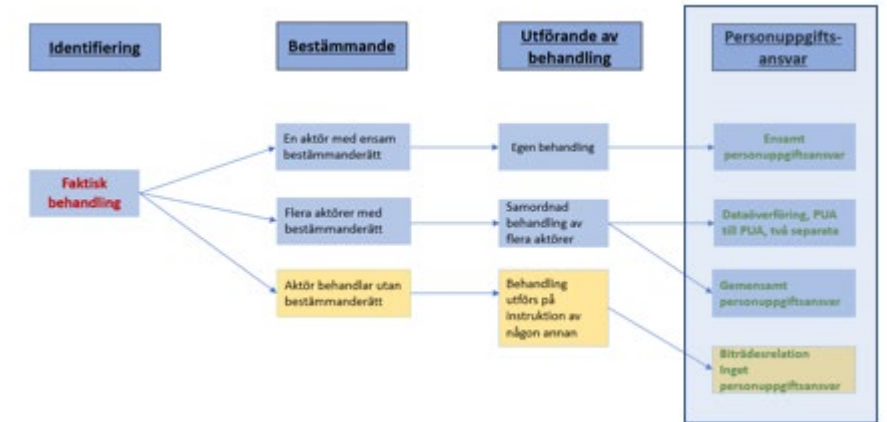 Identifiering
Bestämmande
Utförande av
behandling
Personuppgifts-
ansvar
Faktisk
behandling
En aktör med ensam
bestämmanderätt
Egen behandling
Ensamt
personuppgiftsansvar
Flera aktörer med
bestämmanderätt
Samordnad
behandling av
flera aktörer
Dataöverföring, PUA
till PUA, två separata
Gemensamt
personuppgiftsansvar
Aktör behandlar utan
bestämmanderätt
Behandling
utförs på
instruktion av
någon annan
Biträdesrelation
Inget
personuppgiftsansvar